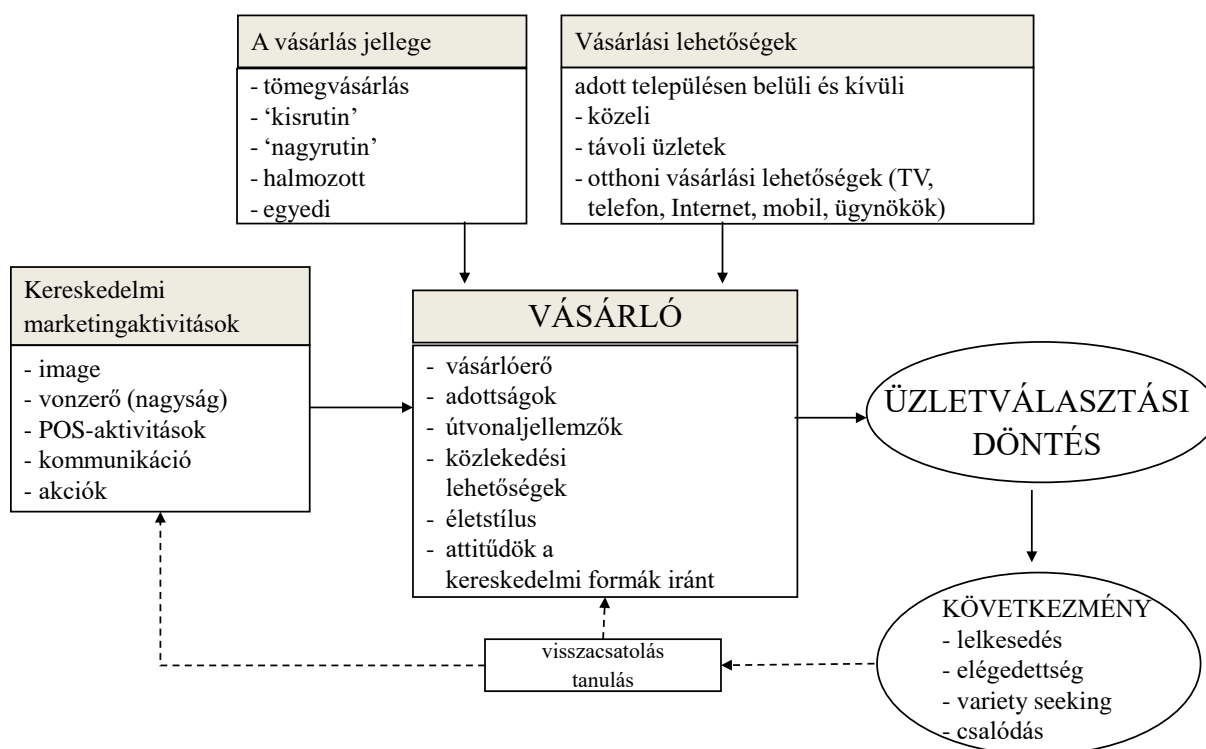 A vásárlás jellege
- tömegvásárlás
- ‘kisrutin’
- ‘nagyrutin’
- halmozott
- egyedi
Vásárlási lehetőségek
adott településen belüli és kívüli
- közeli
- távoli üzletek
- otthoni vásárlási lehetőségek (TV,
telefon, Internet, mobil, ügynökök)
Kereskedelmi
marketingaktivitások
- image
- vonzerő (nagyság)
- POS-aktivitások
- kommunikáció
- akciók
VÁSÁRLÓ
- vásárlóerő
- adottságok
- útvonaljellemzők
- közlekedési
lehetőségek
- életstílus
- attitűdök a
kereskedelmi formák iránt
ÜZLETVÁLASZTÁSI
DÖNTÉS
KÖVETKEZMÉNY
- lelkesedés
- elégedettség
- variety seeking
- csalódás
visszacsatolás
tanulás